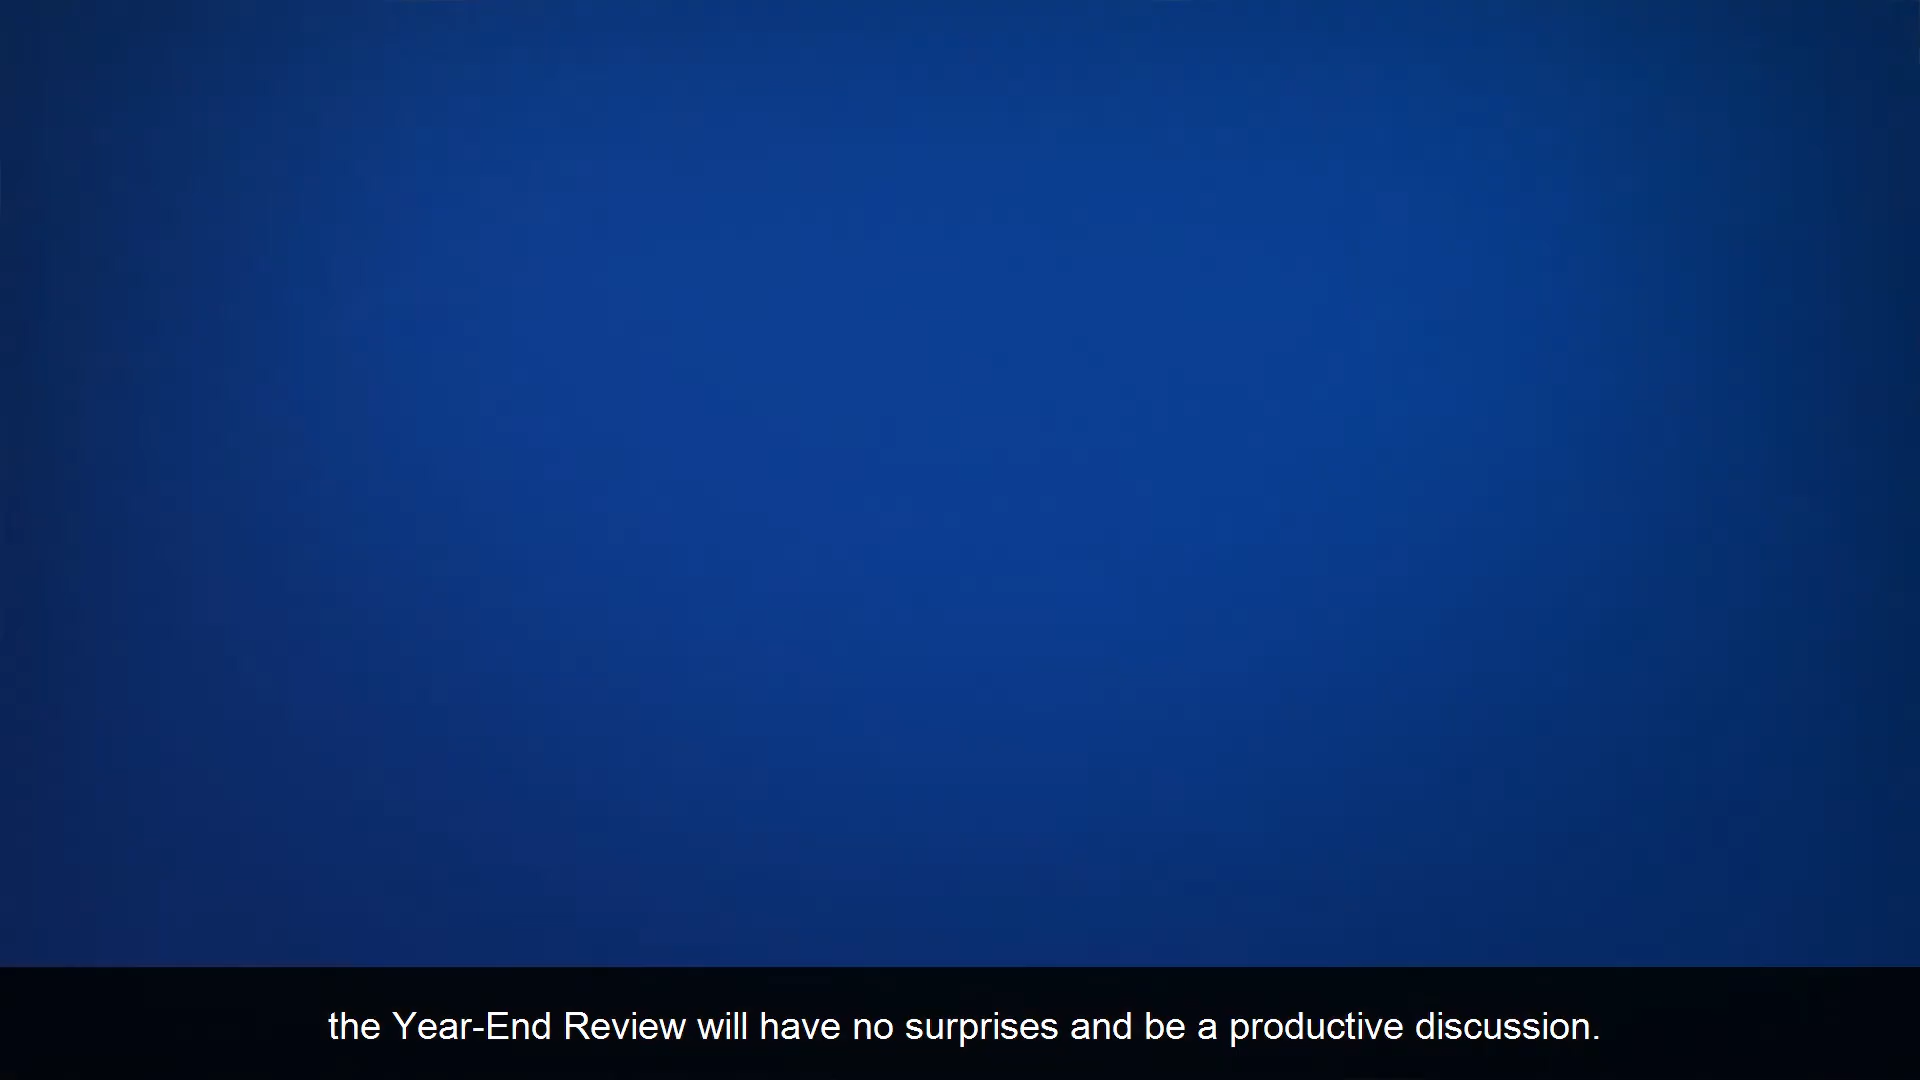 the Year-End Review will have no surprises and be a productive discussion.